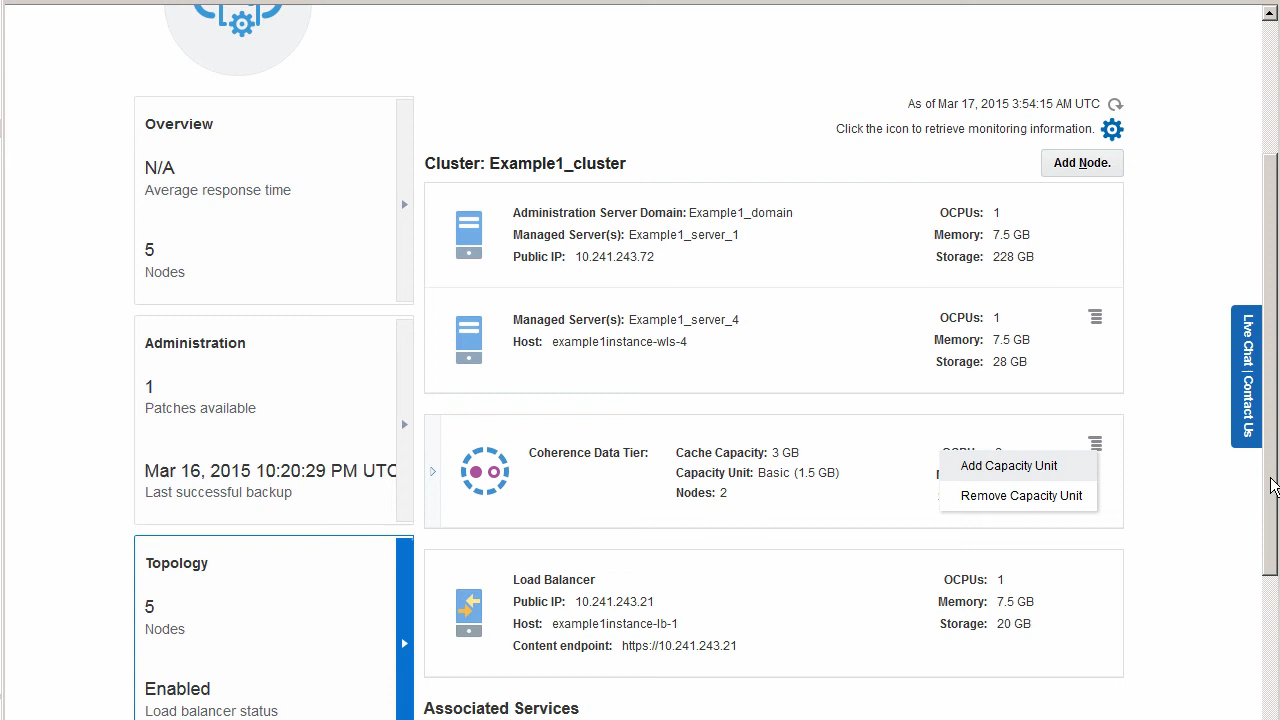 Overview
N/A
Average response time
5
Nodes
Administration
1
Patches available
Mar 16, 2015 10:20:29 PM UTC
Last successful backup
Topology
5
Nodes
Enabled
Load balancer status
As of Mar 17, 2015 3:54:15 AM UTC
Click the icon to retrieve monitoring information.
Cluster: Example1_cluster
Add Node.
Administration Server Domain: Example1_domain
Managed Server(s): Example1_server_1
Public IP: 10.241.243.72
OCPUs: 1
Memory: 7.5 GB
Storage: 228 GB
Managed Server(s): Example1_server_4
Host: example1instance-wls-4
OCPUs: 1
Memory: 7.5 GB
Storage: 28 GB
Coherence Data Tier:
Cache Capacity: 3 GB
Capacity Unit: Basic (1.5 GB)
Nodes: 2
Add Capacity Unit
Remove Capacity Unit
Load Balancer
Public IP: 10.241.243.21
Host: example1instance-lb-1
Content endpoint: https://10.241.243.21
OCPUs: 1
Memory: 7.5 GB
Storage: 20 GB
Associated Services
Live Chat | Contact Us